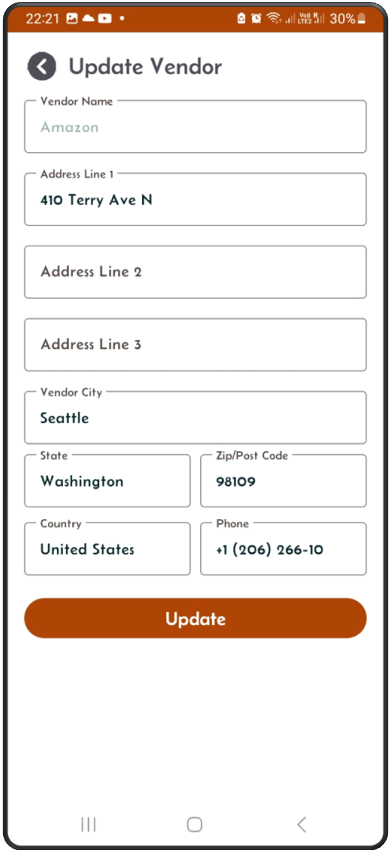 22:21 30%
Update Vendor
Vendor Name
Amazon
Address Line 1
410 Terry Ave N
Address Line 2
Address Line 3
Vendor City
Seattle
State Zip/Post Code
Washington 98109
Country Phone
United States +1 (206) 266-10
Update